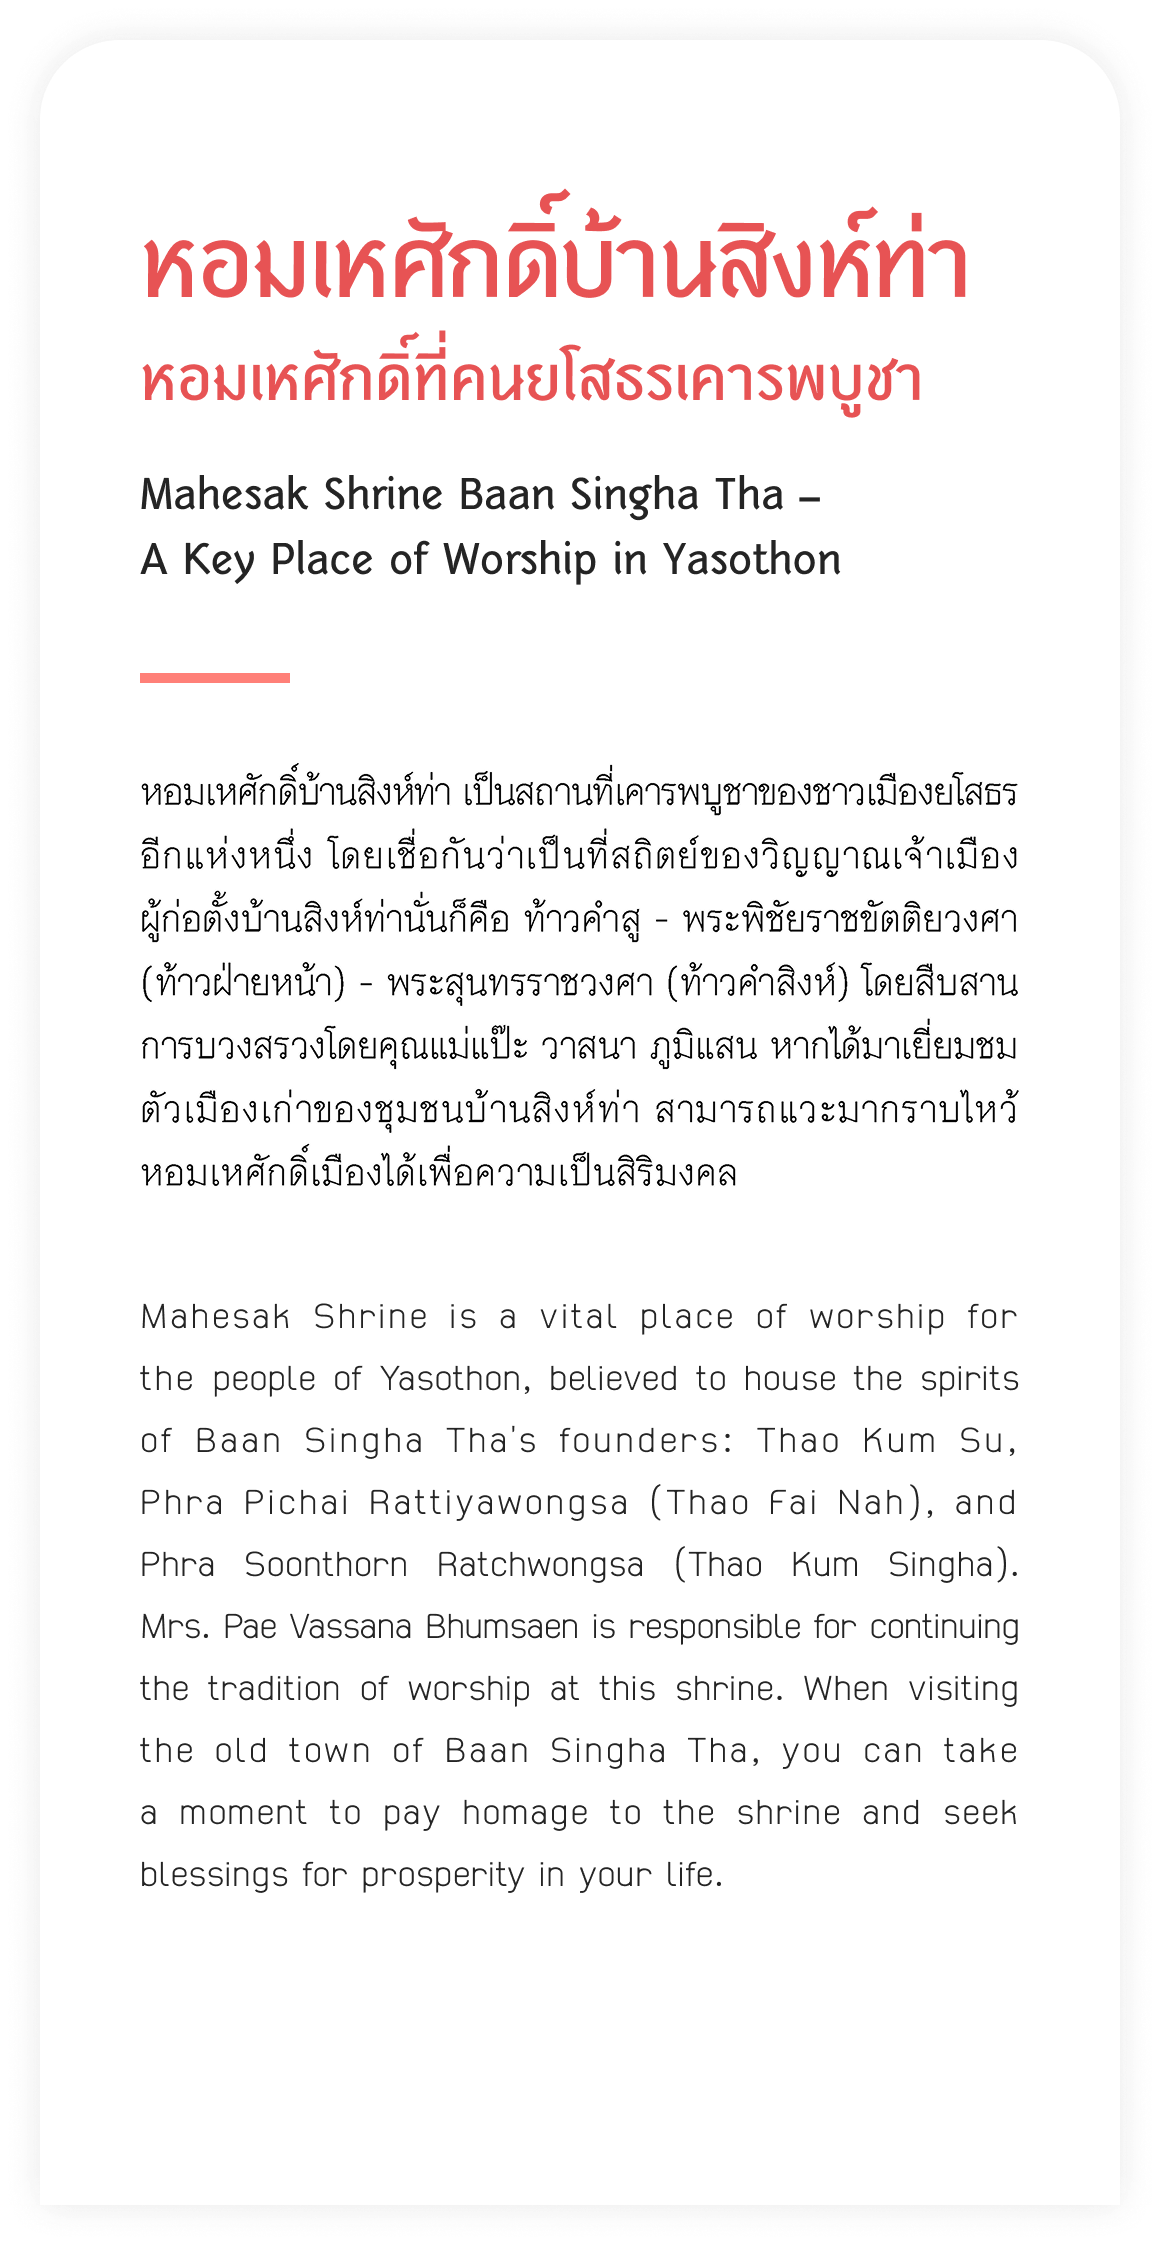 หอมเหศักดิ์บ้านสิงห์ท่า
หอมเหศักดิ์ที่คนยโสธรเคารพบูชา
Mahesak Shrine Baan Singha Tha –
A Key Place of Worship in Yasothon
หอมเหศักดิ์บ้านสิงห์ท่า เป็นสถานที่เคารพบูชาของชาวเมืองยโสธร
อีกแห่งหนึ่ง โดยเชื่อกันว่าเป็นที่สถิตย์ของวิญญาณเจ้าเมือง
ผู้ก่อตั้งบ้านสิงห์ท่านั่นก็คือ ท้าวคำสู - พระพิชัยราชขัตติยวงศา
(ท้าวฝ่ายหน้า) - พระสุนทรราชวงศา (ท้าวคำสิงห์) โดยสืบสาน
การบวงสรวงโดยคุณแม่แป๊ะ วาสนา ภูมิแสน หากได้มาเยี่ยมชม
ตัวเมืองเก่าของชุมชนบ้านสิงห์ท่า สามารถแวะมากราบไหว้
หอมเหศักดิ์เมืองได้เพื่อความเป็นสิริมงคล
Mahesak Shrine is a vital place of worship for
the people of Yasothon, believed to house the spirits
of Baan Singha Tha's founders: Thao Kum Su,
Phra Pichai Rattiyawongsa (Thao Fai Nah), and
Phra Soonthorn Ratchwongsa (Thao Kum Singha).
Mrs. Pae Vassana Bhumsaen is responsible for continuing
the tradition of worship at this shrine. When visiting
the old town of Baan Singha Tha, you can take
a moment to pay homage to the shrine and seek
blessings for prosperity in your life.